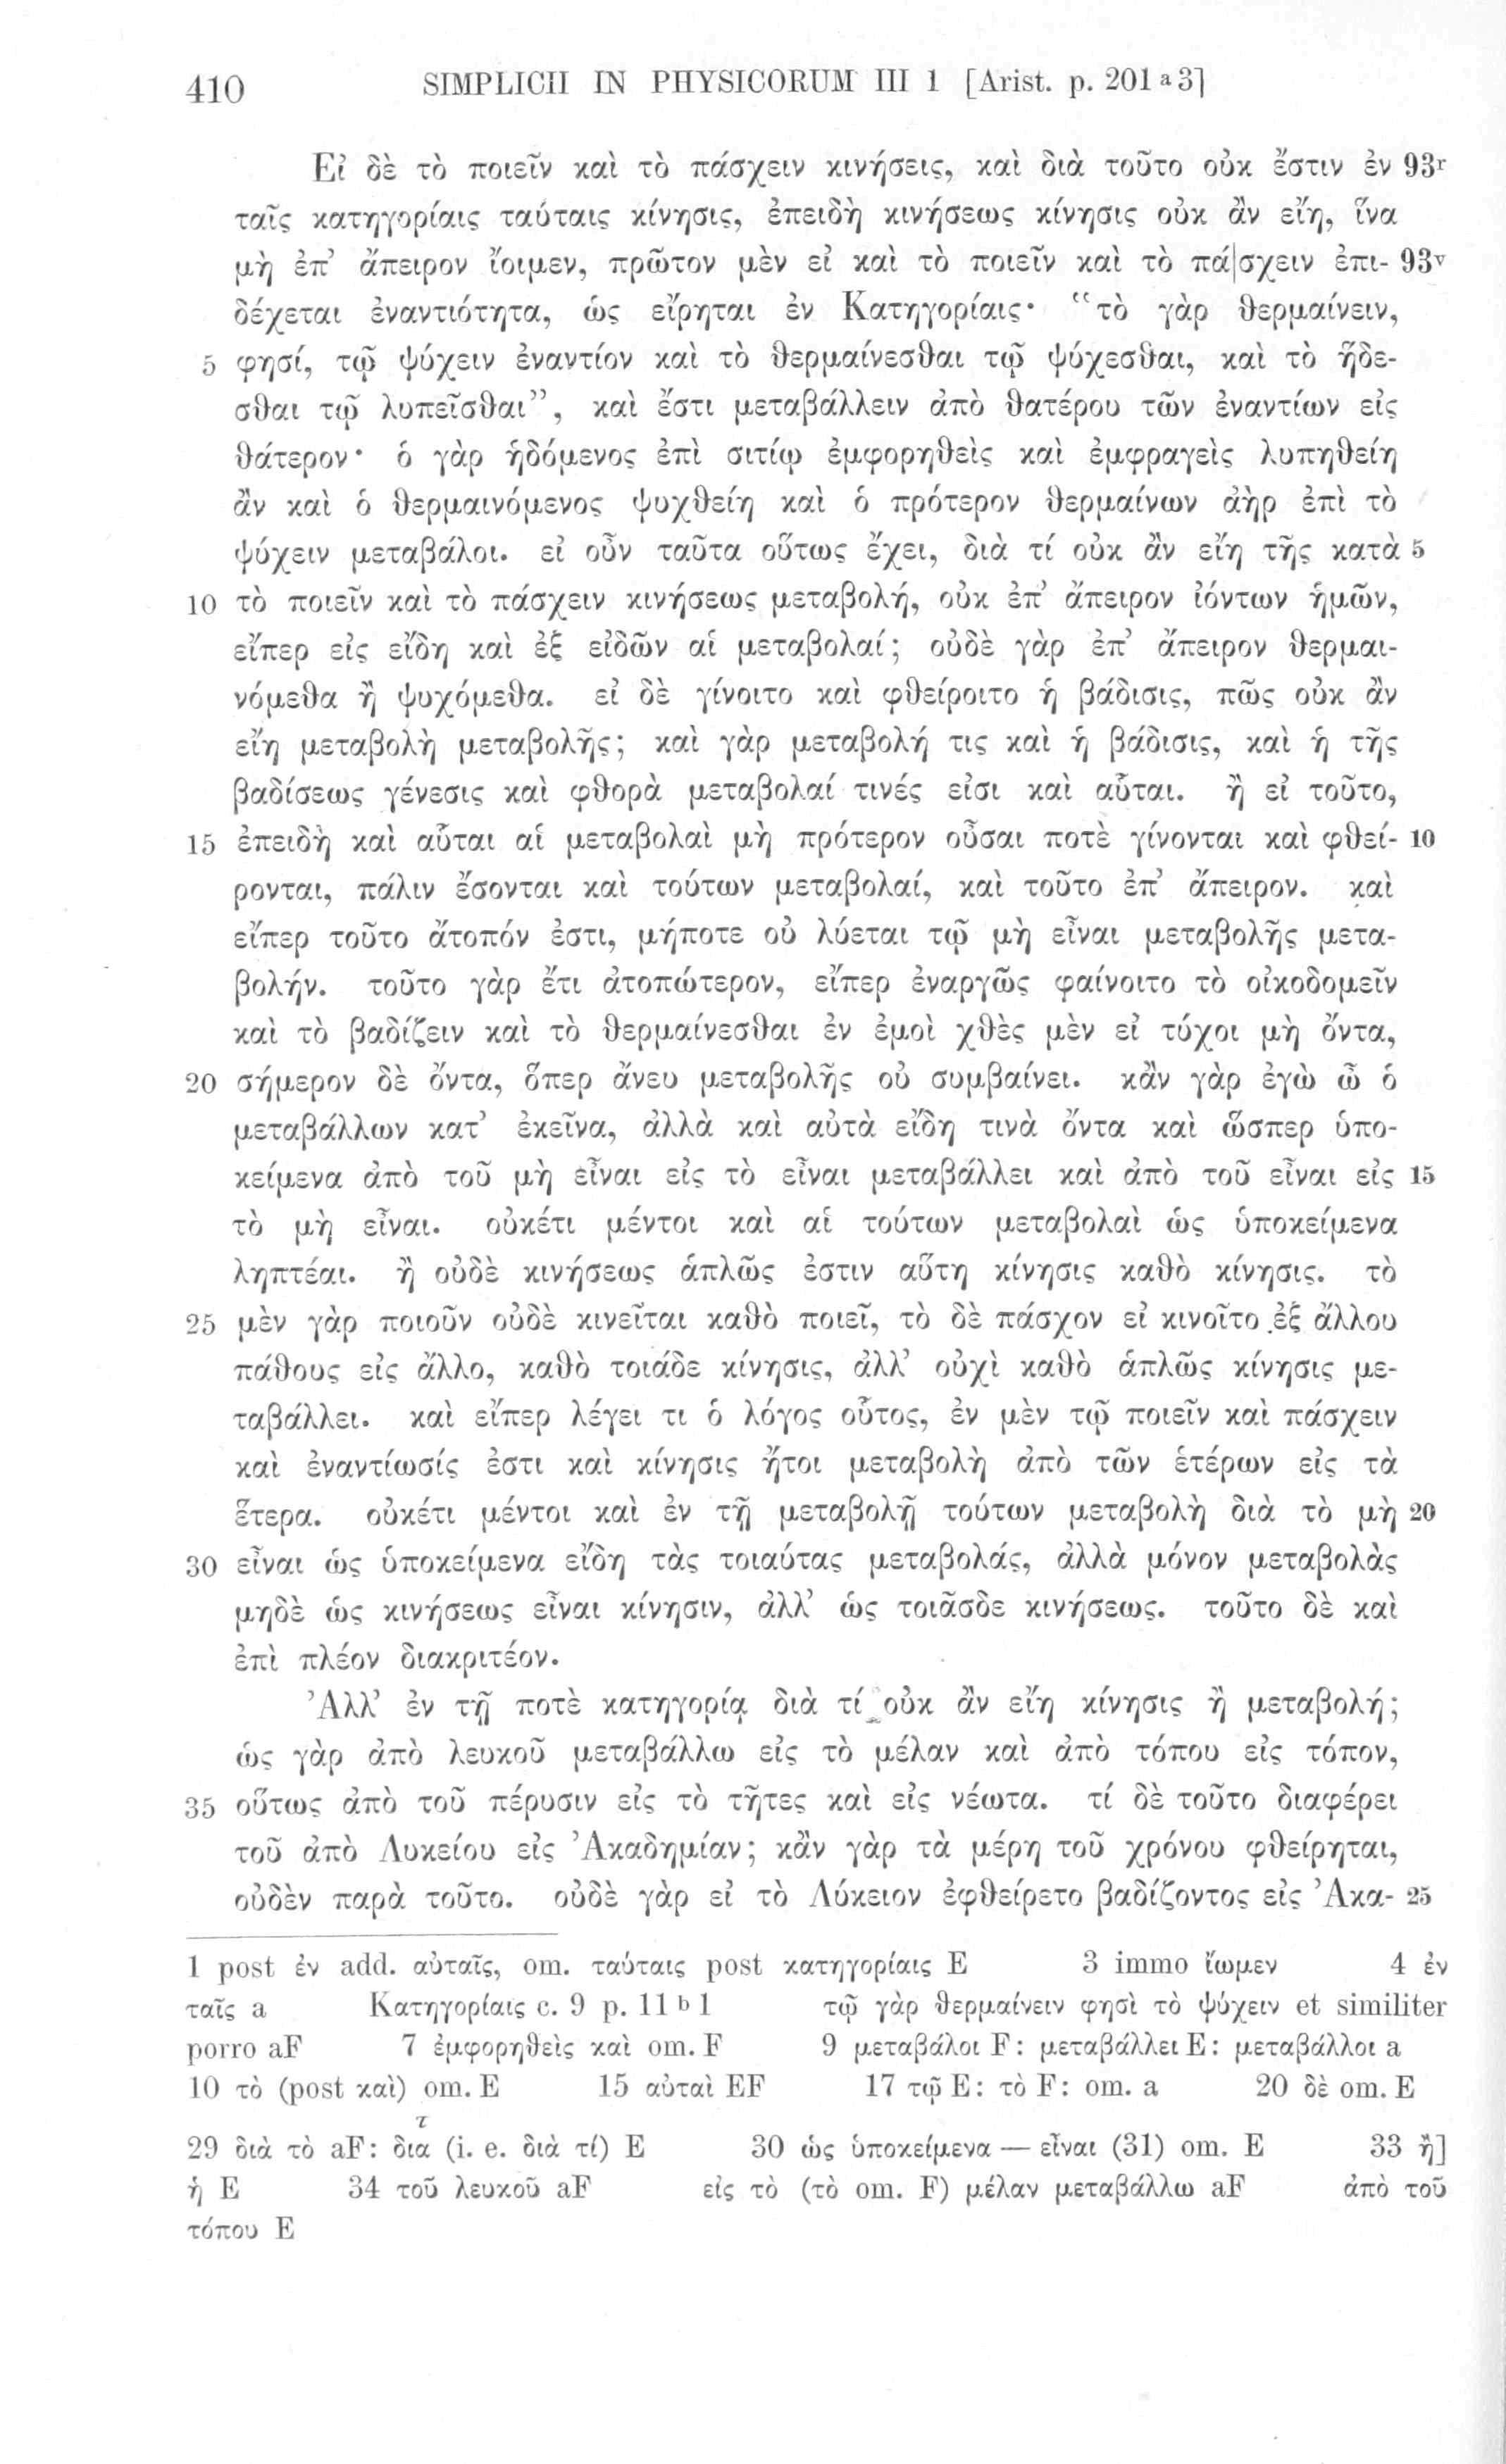 410 SIMPLICII IN PHYSICORUM III 1 [Arist. p. 201 a 3]
Εἰ δὲ τὸ ποιεῖν καὶ τὸ πάσχειν κινήσεις, καὶ διὰ τοῦτο οὐκ ἔστιν ἐν 93r
ταῖς κατηγορίαις ταύταις κίνησις, ἐπειδὴ κινήσεως κίνησις οὐκ ἂν εἴη, ἵνα
μὴ ἐπ’ ἄπειρον ἴοιμεν, πρῶτον μὲν εἰ καὶ τὸ ποιεῖν καὶ τὸ πά|σχειν ἐπι- 93v
δέχεται ἐναντιότητα, ὡς εἴρηται ἐν Κατηγορίαις· “τὸ γὰρ θερμαίνειν,
5 φησί, τῷ ψύχειν ἐναντίον καὶ τὸ θερμαίνεσθαι τῷ ψύχεσθαι, καὶ τὸ ἥδε-
σθαι τῷ λυπεῖσθαι”, καὶ ἔστι μεταβάλλειν ἀπὸ θατέρου τῶν ἐναντίων εἰς
θάτερον· ὁ γὰρ ἡδόμενος ἐπὶ σιτίῳ ἐμφορηθεὶς καὶ ἐμφραγεὶς λυπηθείη
ἂν καὶ ὁ θερμαινόμενος ψυχθείη καὶ ὁ πρότερον θερμαίνων ἀὴρ ἐπὶ τὸ
ψύχειν μεταβάλοι. εἰ οὖν ταῦτα οὕτως ἔχει, διὰ τί οὐκ ἂν εἴη τῆς κατὰ 5
10 τὸ ποιεῖν καὶ τὸ πάσχειν κινήσεως μεταβολή, οὐκ ἐπ’ ἄπειρον ἰόντων ἡμῶν,
εἴπερ εἰς εἴδη καὶ ἐξ εἰδῶν αἱ μεταβολαί; οὐδὲ γὰρ ἐπ’ ἄπειρον θερμαι-
νόμεθα ἢ ψυχόμεθα. εἰ δὲ γίνοιτο καὶ φθείροιτο ἡ βάδισις, πῶς οὐκ ἂν
εἴη μεταβολὴ μεταβολῆς; καὶ γὰρ μεταβολή τις καὶ ἡ βάδισις, καὶ ἡ τῆς
βαδίσεως γένεσις καὶ φθορὰ μεταβολαί τινές εἰσι καὶ αὗται. ἢ εἰ τοῦτο,
15 ἐπειδὴ καὶ αὗται αἱ μεταβολαὶ μὴ πρότερον οὖσαι ποτὲ γίνονται καὶ φθεί- 10
ρονται, πάλιν ἔσονται καὶ τούτων μεταβολαί, καὶ τοῦτο ἐπ’ ἄπειρον. καὶ
εἴπερ τοῦτο ἄτοπόν ἐστι, μήποτε οὐ λύεται τῷ μὴ εἶναι μεταβολῆς μετα-
βολήν. τοῦτο γὰρ ἔτι ἀτοπώτερον, εἴπερ ἐναργῶς φαίνοιτο τὸ οἰκοδομεῖν
καὶ τὸ βαδίζειν καὶ τὸ θερμαίνεσθαι ἐν ἐμοὶ χθὲς μὲν εἰ τύχοι μὴ ὄντα,
20 σήμερον δὲ ὄντα, ὅπερ ἄνευ μεταβολῆς οὐ συμβαίνει. κἂν γὰρ ἐγὼ ὦ ὁ
μεταβάλλων κατ’ ἐκεῖνα, ἀλλὰ καὶ αὐτὰ εἴδη τινὰ ὄντα καὶ ὥσπερ ὑπο-
κείμενα ἀπὸ τοῦ μὴ εἶναι εἰς τὸ εἶναι μεταβάλλει καὶ ἀπὸ τοῦ εἶναι εἰς 15
τὸ μὴ εἶναι. οὐκέτι μέντοι καὶ αἱ τούτων μεταβολαὶ ὡς ὑποκείμενα
ληπτέαι. ἢ οὐδὲ κινήσεως ἁπλῶς ἐστιν αὕτη κίνησις καθὸ κίνησις. τὸ
25 μὲν γὰρ ποιοῦν οὐδὲ κινεῖται καθὸ ποιεῖ, τὸ δὲ πάσχον εἰ κινοῖτο ἐξ ἄλλου
πάθους εἰς ἄλλο, καθὸ τοιάδε κίνησις, ἀλλ’ οὐχὶ καθὸ ἁπλῶς κίνησις με-
ταβάλλει. καὶ εἴπερ λέγει τι ὁ λόγος οὗτος, ἐν μὲν τῷ ποιεῖν καὶ πάσχειν
καὶ ἐναντίωσίς ἐστι καὶ κίνησις ἤτοι μεταβολὴ ἀπὸ τῶν ἑτέρων εἰς τὰ
ἕτερα. οὐκέτι μέντοι καὶ ἐν τῇ μεταβολῇ τούτων μεταβολὴ διὰ τὸ μὴ 20
30 εἶναι ὡς ὑποκείμενα εἴδη τὰς τοιαύτας μεταβολάς, ἀλλὰ μόνον μεταβολὰς
μηδὲ ὡς κινήσεως εἶναι κίνησιν, ἀλλ’ ὡς τοιᾶσδε κινήσεως. τοῦτο δὲ καὶ
ἐπὶ πλέον διακριτέον.
Ἀλλ’ ἐν τῇ ποτὲ κατηγορίᾳ διὰ τί οὐκ ἂν εἴη κίνησις ἢ μεταβολή;
ὡς γὰρ ἀπὸ λευκοῦ μεταβάλλω εἰς τὸ μέλαν καὶ ἀπὸ τόπου εἰς τόπον,
35 οὕτως ἀπὸ τοῦ πέρυσιν εἰς τὸ τῆτες καὶ εἰς νέωτα. τί δὲ τοῦτο διαφέρει
τοῦ ἀπὸ Λυκείου εἰς Ἀκαδημίαν; κἂν γὰρ τὰ μέρη τοῦ χρόνου φθείρηται,
οὐδὲν παρὰ τοῦτο. οὐδὲ γὰρ εἰ τὸ Λύκειον ἐφθείρετο βαδίζοντος εἰς Ἀκα- 25
1 post ἐν add. αὐταῖς, om. ταύταις post κατηγορίαις E 3 immo ἴωμεν 4 ἐν
ταῖς a Κατηγορίαις c. 9 p. 11 b 1 τῷ γὰρ θερμαίνειν φησὶ τὸ ψύχειν et similiter
porro aF 7 ἐμφορηθεὶς καὶ om. F 9 μεταβάλοι F: μεταβάλλει E: μεταβάλλοι a
10 τὸ (post καὶ) om. E 15 αὐταὶ EF 17 τῷ E: τὸ F: om. a 20 δὲ om. E
29 διὰ τὸ aF: διατ (i. e. διὰ τί) E 30 ὡς ὑποκείμενα — εἶναι (31) om. E 33 ἢ]
ἡ E 34 τοῦ λευκοῦ aF εἰς τὸ (τὸ om. F) μέλαν μεταβάλλω aF ἀπὸ τοῦ
τόπου E